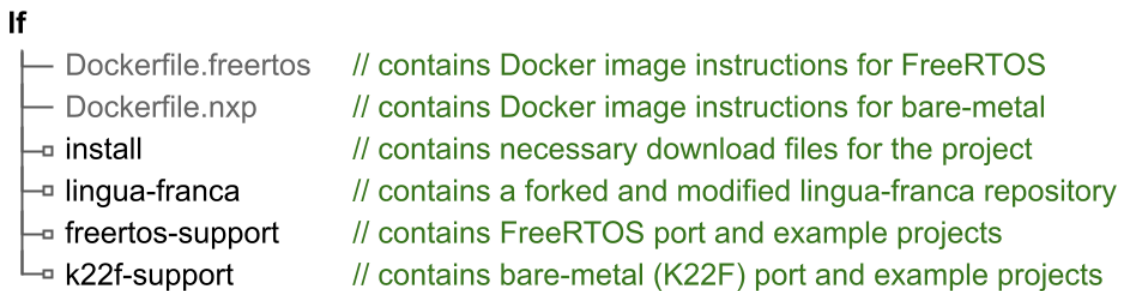 lf
Dockerfile.freertos // contains Docker image instructions for FreeRTOS
Dockerfile.nxp // contains Docker image instructions for bare-metal
install // contains necessary download files for the project
lingua-franca // contains a forked and modified lingua-franca repository
freertos-support // contains FreeRTOS port and example projects
k22f-support // contains bare-metal (K22F) port and example projects